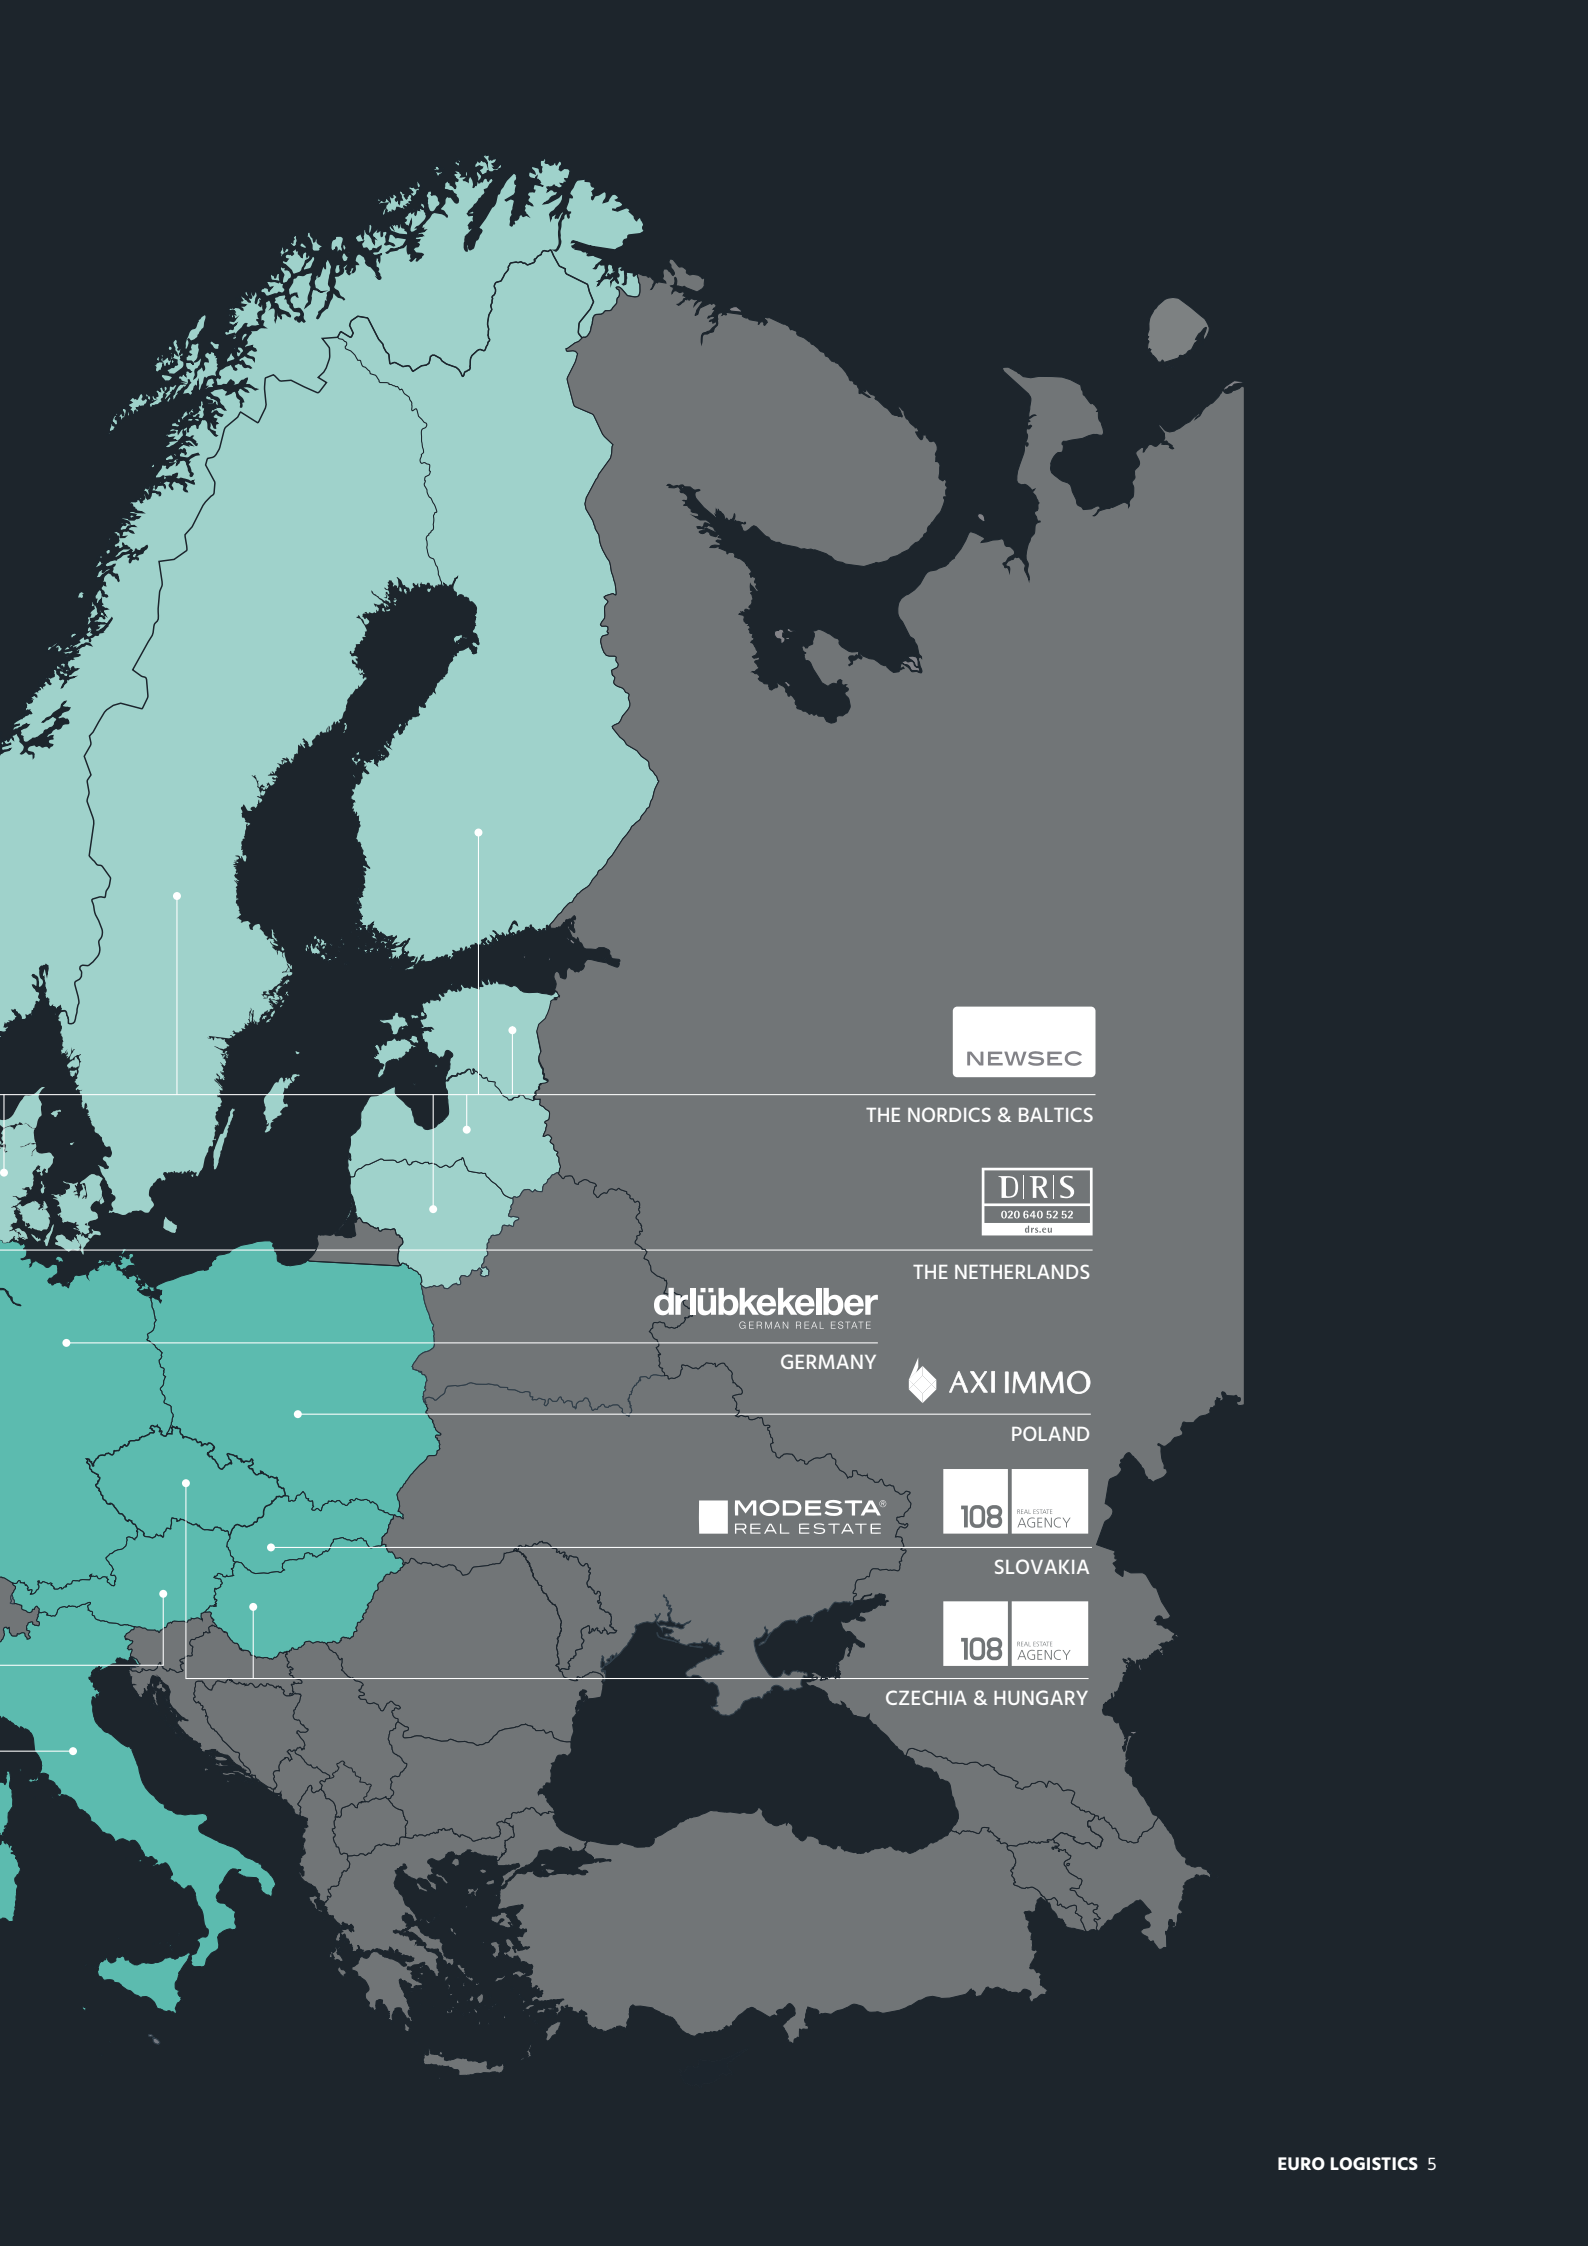 NEWSEC
THE NORDICS & BALTICS
D|R|S
020 640 52 52
drs.eu
THE NETHERLANDS
drlübkekelber
GERMAN REAL ESTATE
GERMANY
AXI IMMO
POLAND
MODESTA®
REAL ESTATE
108
REAL ESTATE
AGENCY
SLOVAKIA
108
REAL ESTATE
AGENCY
CZECHIA & HUNGARY
EURO LOGISTICS 5